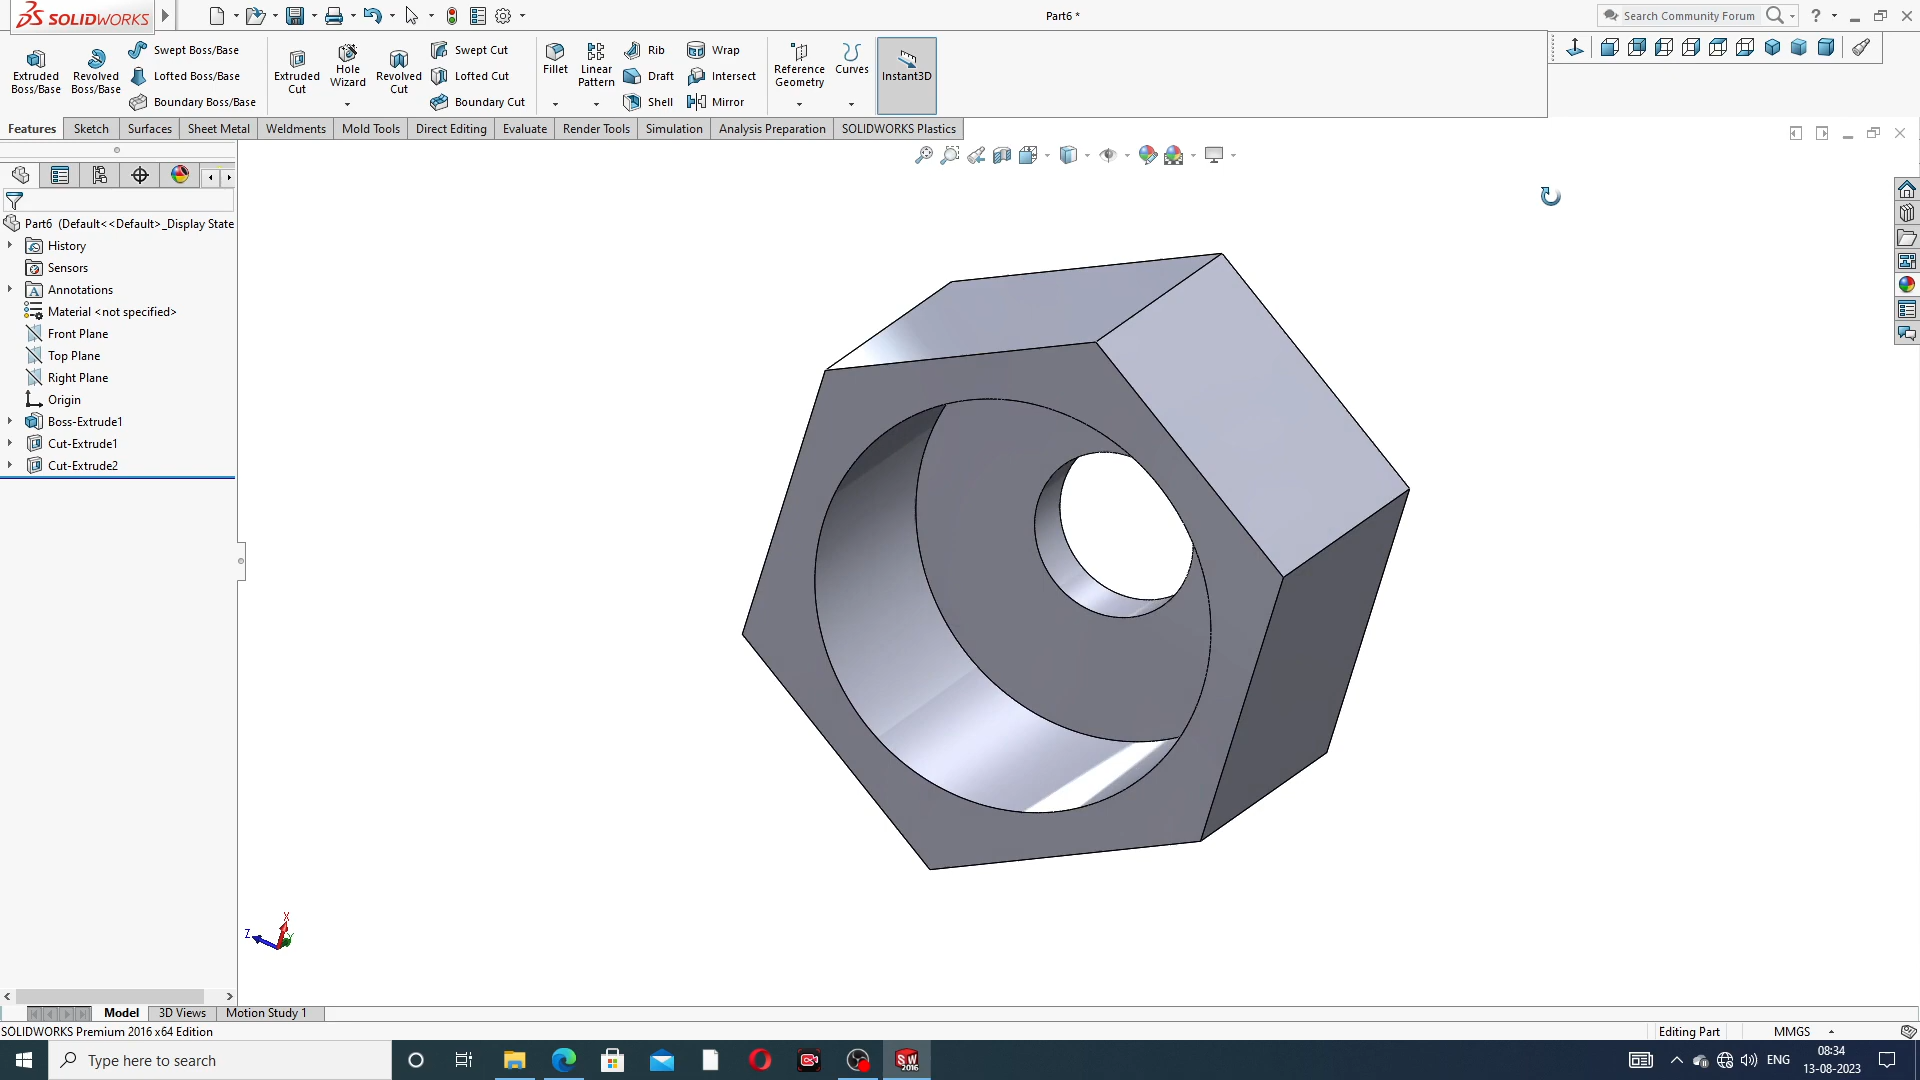 SOLIDWORKS
Part6 *
Search Community Forum
?
Extruded Boss/Base
Revolved Boss/Base
Swept Boss/Base
Lofted Boss/Base
Boundary Boss/Base
Extruded Cut
Hole Wizard
Revolved Cut
Swept Cut
Lofted Cut
Boundary Cut
Fillet
Linear Pattern
Rib
Draft
Shell
Wrap
Intersect
Mirror
Reference Geometry
Curves
Instant3D
Features
Sketch
Surfaces
Sheet Metal
Weldments
Mold Tools
Direct Editing
Evaluate
Render Tools
Simulation
Analysis Preparation
SOLIDWORKS Plastics
Part6 (Default<<Default>_Display State
History
Sensors
Annotations
Material <not specified>
Front Plane
Top Plane
Right Plane
Origin
Boss-Extrude1
Cut-Extrude1
Cut-Extrude2
X
Z
Y
Model
3D Views
Motion Study 1
SOLIDWORKS Premium 2016 x64 Edition
Editing Part
MMGS
Type here to search
SW
2016
ENG
08:34
13-08-2023